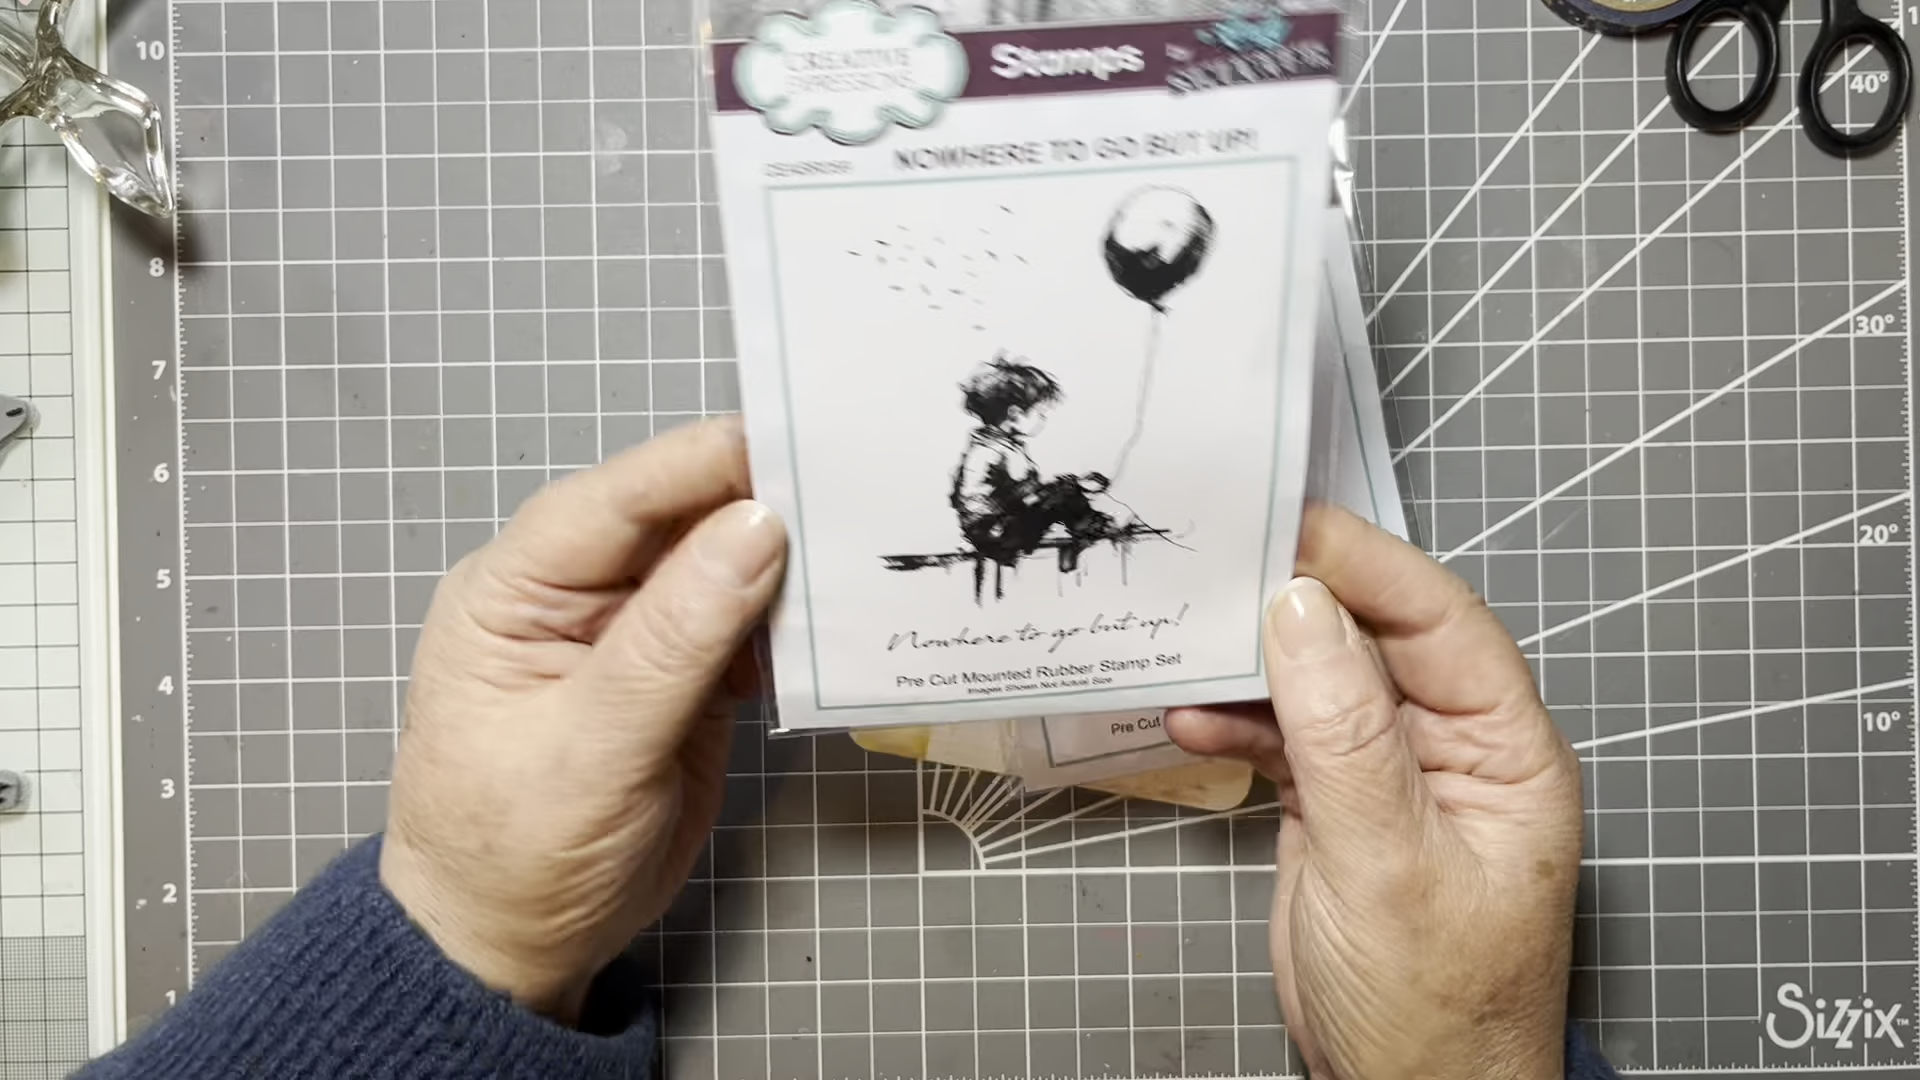 CREATIVE
EXPRESSIONS
Stamps
by
NOWHERE TO GO BUT UP!
Nowhere to go but up!
Pre Cut Mounted Rubber Stamp Set
Images Shown Not Actual Size
Pre Cut
10
8
7
6
5
4
3
2
1
40°
30°
20°
10°
Sizzix™